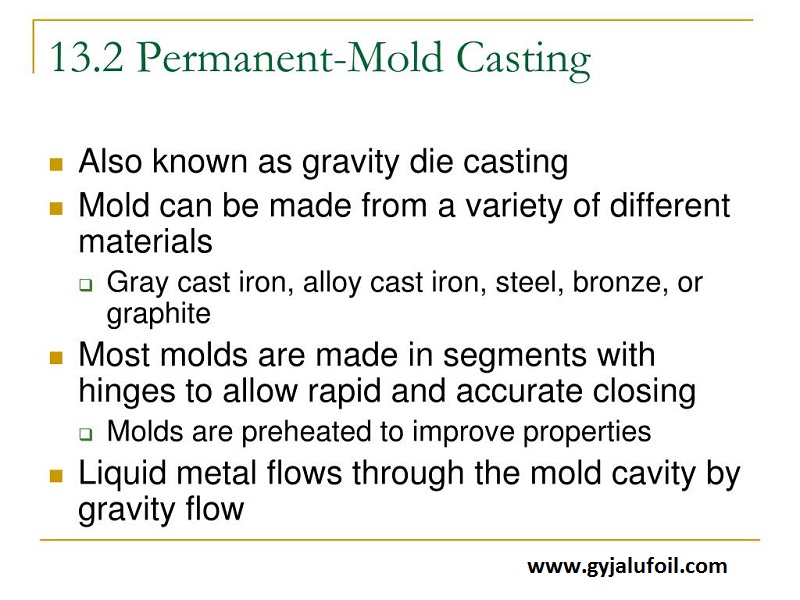 13.2 Permanent-Mold Casting
Also known as gravity die casting
Mold can be made from a variety of different
materials
Gray cast iron, alloy cast iron, steel, bronze, or
graphite
Most molds are made in segments with
hinges to allow rapid and accurate closing
Molds are preheated to improve properties
Liquid metal flows through the mold cavity by
gravity flow
www.gyjalufoil.com